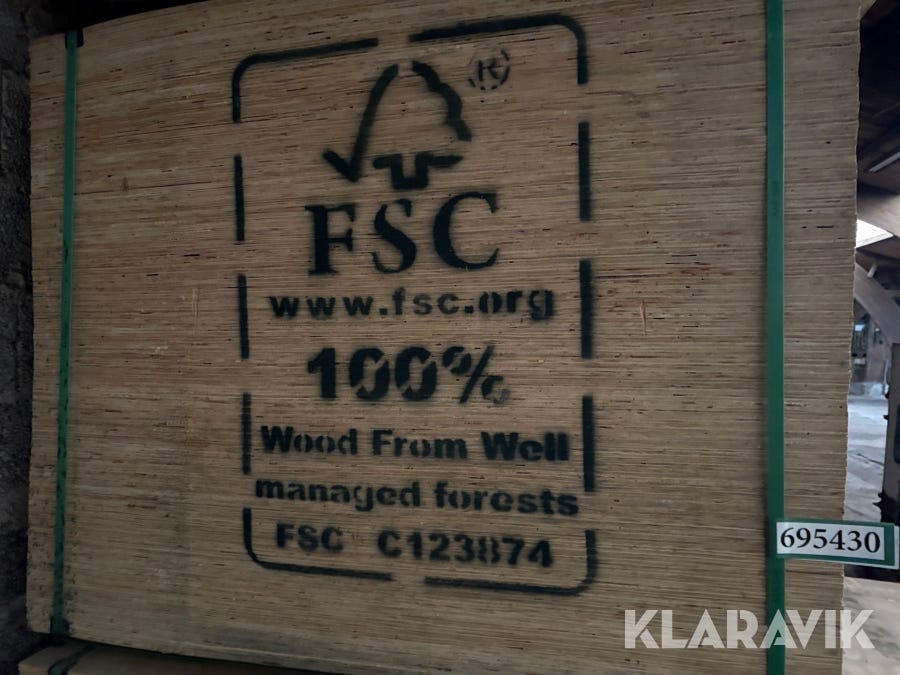 ®
FSC
www.fsc.org
100%
Wood From Well
managed forests
FSC C123874
695430
KLARAVIK